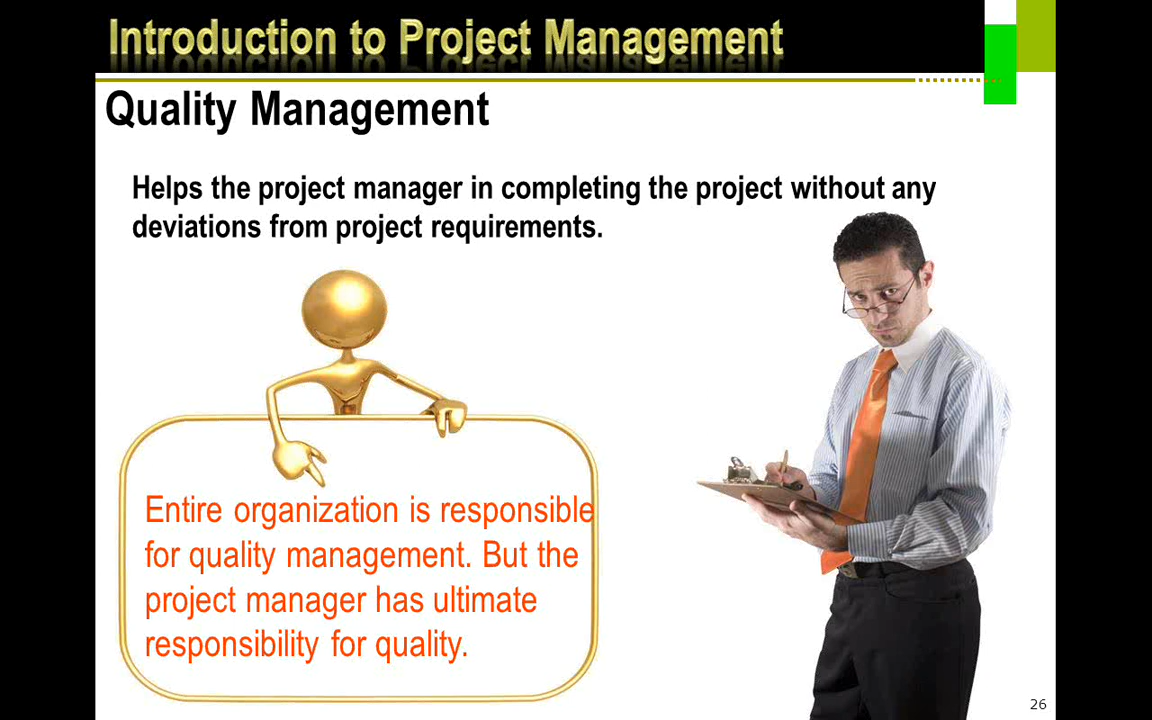 Introduction to Project Management
Quality Management
Helps the project manager in completing the project without any
deviations from project requirements.
Entire organization is responsible
for quality management. But the
project manager has ultimate
responsibility for quality.
26